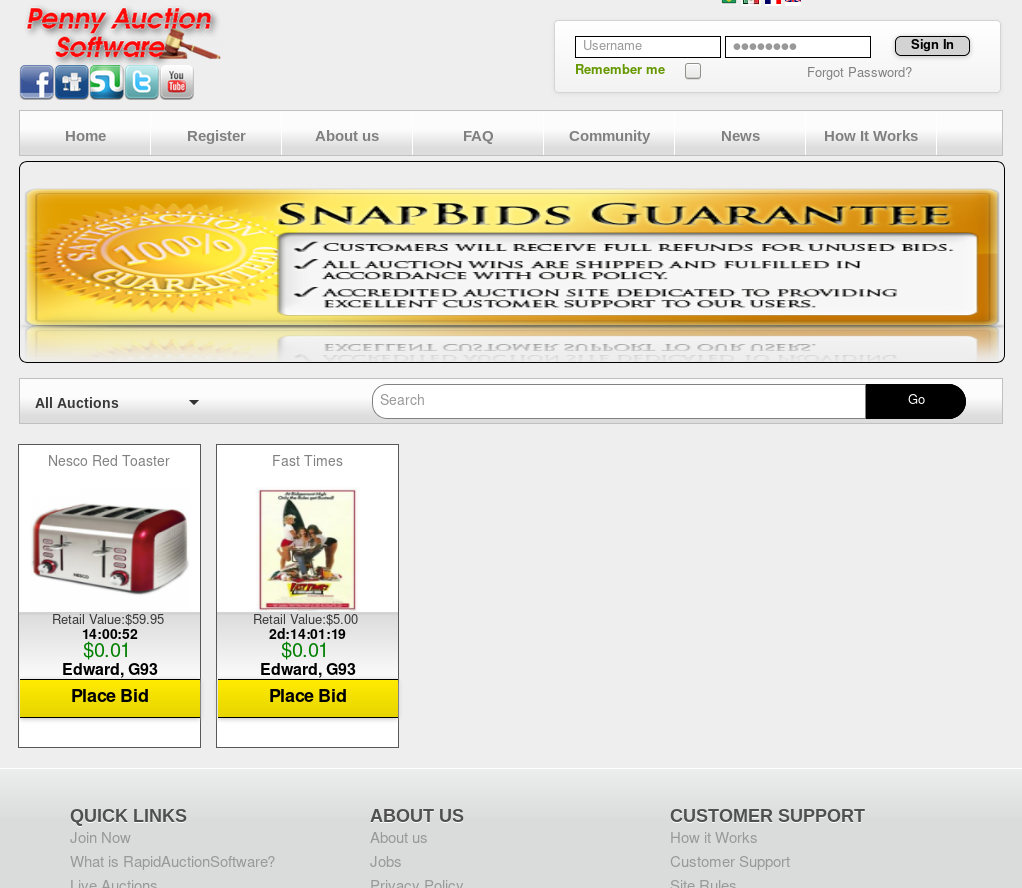 Penny Auction
Software
You
Tube
Username
Sign In
Remember me
Forgot Password?
Home
Register
About us
FAQ
Community
News
How It Works
SATISFACTION
100%
GUARANTEE
SnapBids Guarantee
Customers will receive full refunds for unused bids.
All auction wins are shipped and fulfilled in
accordance with our policy.
Accredited auction site dedicated to providing
excellent customer support to our users.
All Auctions
Search
Go
Nesco Red Toaster
NESCO
Retail Value:$59.95
14:00:52
$0.01
Edward, G93
Place Bid
Fast Times
FAST TIMES
Retail Value:$5.00
2d:14:01:19
$0.01
Edward, G93
Place Bid
QUICK LINKS
Join Now
What is RapidAuctionSoftware?
Live Auctions
ABOUT US
About us
Jobs
Privacy Policy
CUSTOMER SUPPORT
How it Works
Customer Support
Site Rules